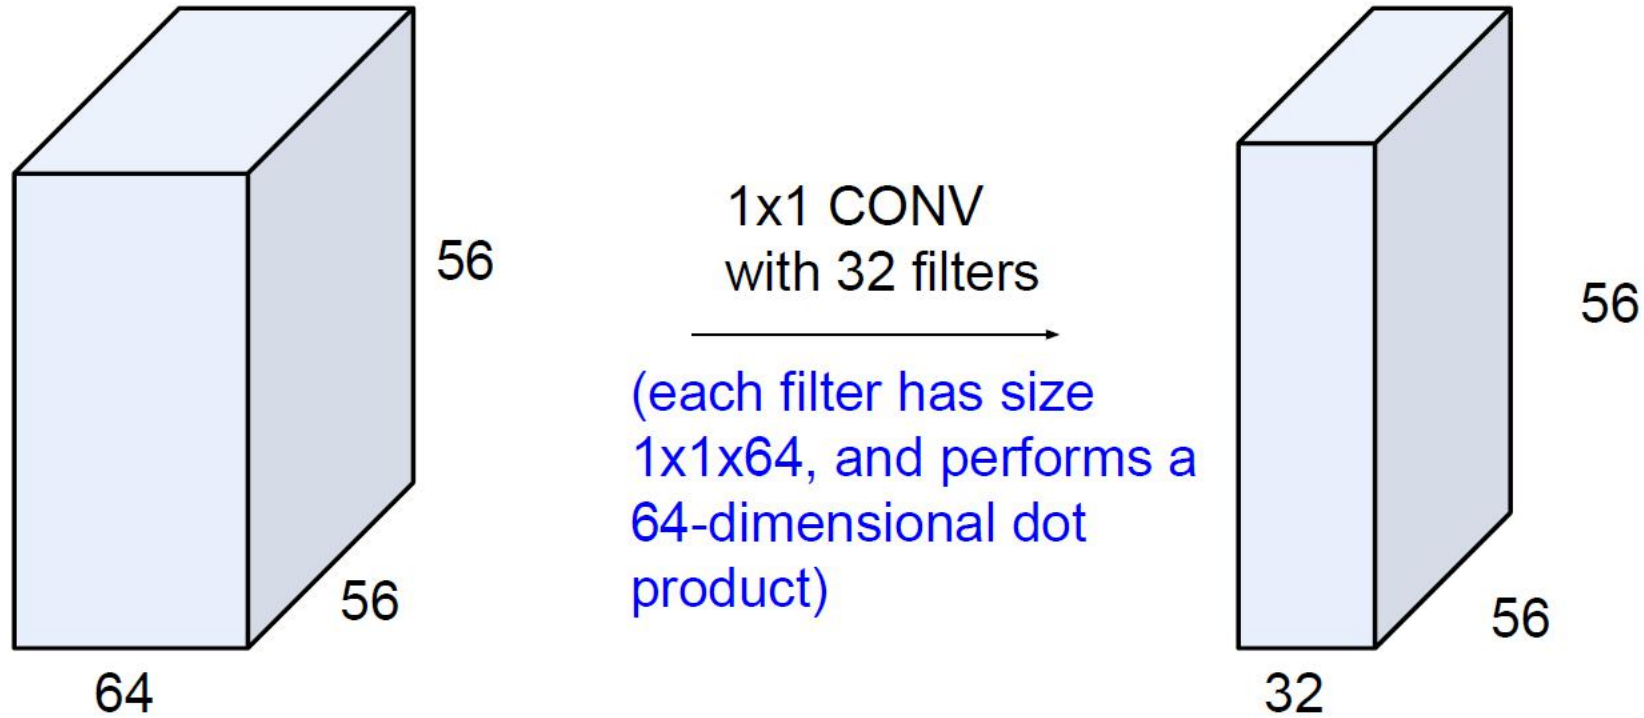 56
56
64
1x1 CONV
with 32 filters
(each filter has size
1x1x64, and performs a
64-dimensional dot
product)
56
56
32